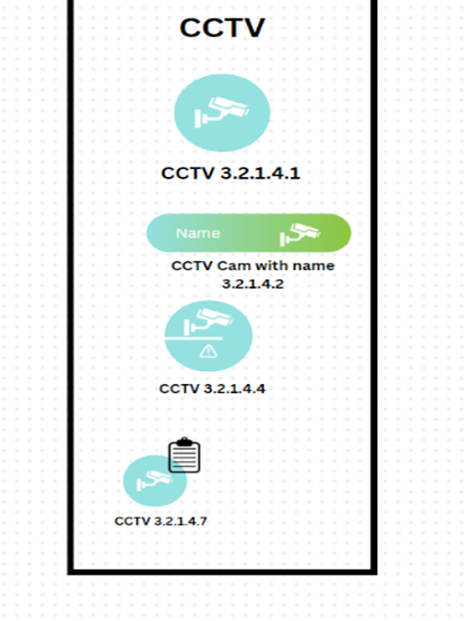 CCTV
CCTV 3.2.1.4.1
Name
CCTV Cam with name
3.2.1.4.2
CCTV 3.2.1.4.4
CCTV 3.2.1.4.7